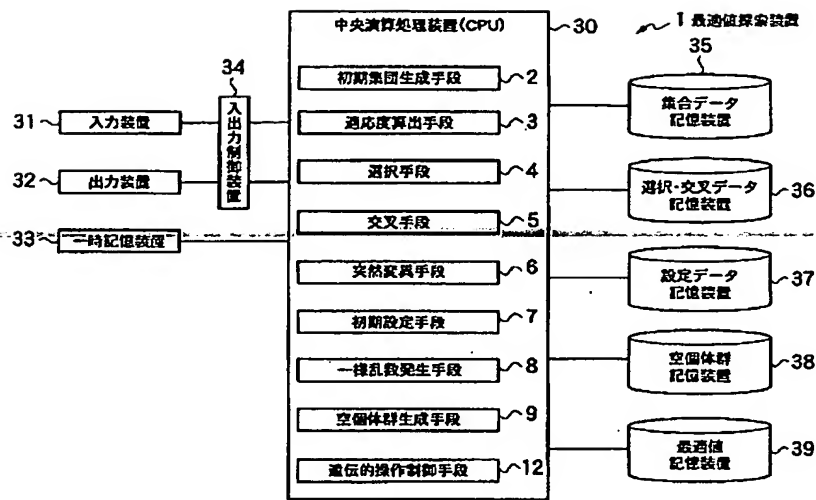 中央演算処理装置(CPU) 30
1 最適値探索装置
34
入出力制御装置
31 入力装置
32 出力装置
33 一時記憶装置
初期集団生成手段 2
適応度算出手段 3
選択手段 4
交叉手段 5
突然変異手段 6
初期設定手段 7
一様乱数発生手段 8
空個体群生成手段 9
遺伝的操作制御手段 12
35
集合データ
記憶装置
選択・交叉データ
記憶装置 36
設定データ
記憶装置 37
空個体群
記憶装置 38
最適値
記憶装置 39